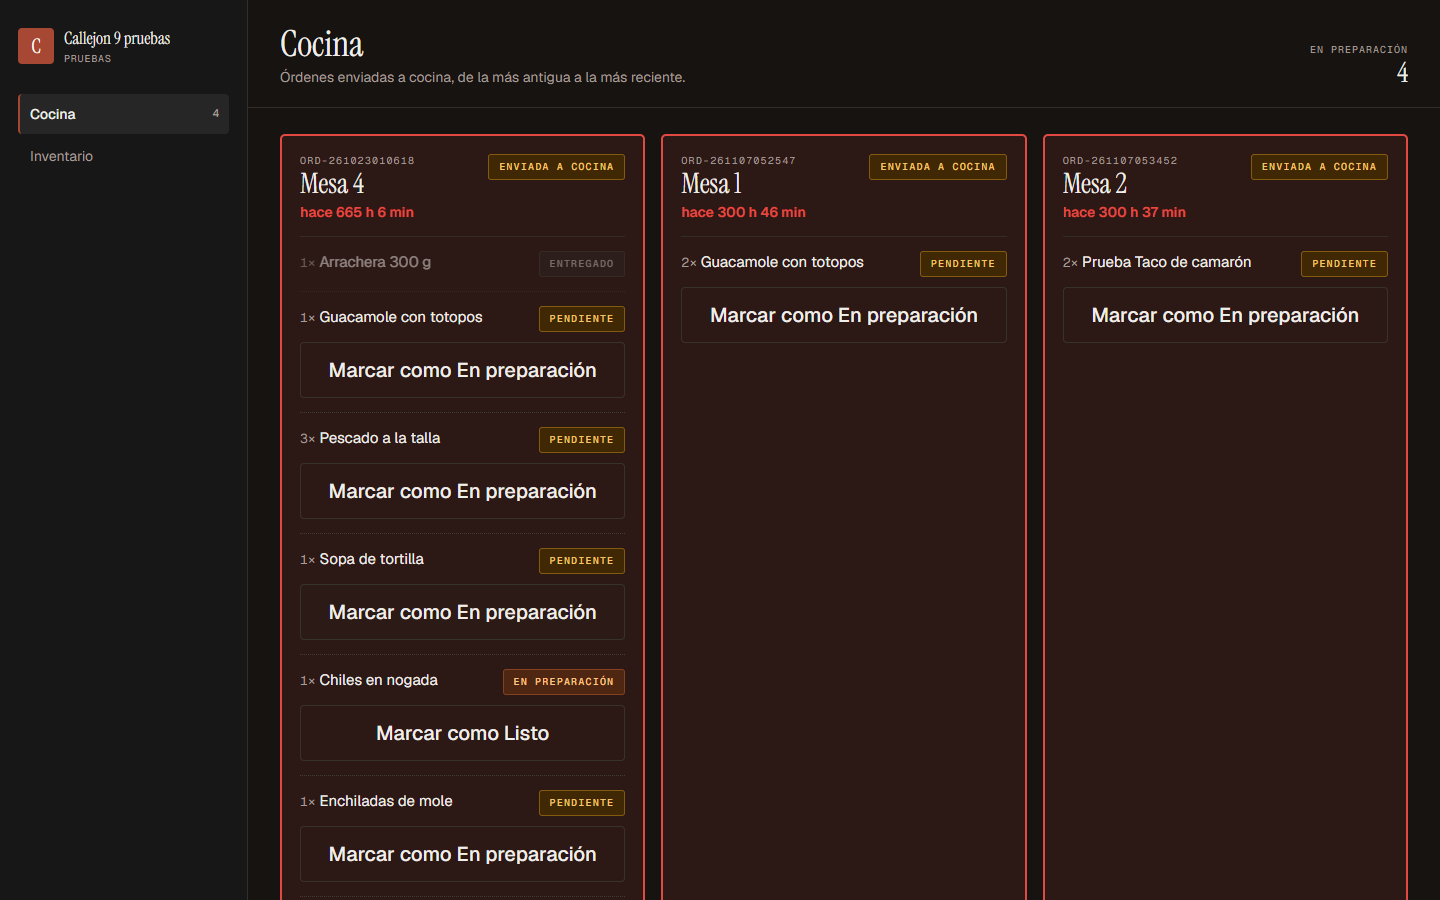 C
Callejon 9 pruebas
PRUEBAS
Cocina 4
Inventario
Cocina
Órdenes enviadas a cocina, de la más antigua a la más reciente.
EN PREPARACIÓN
4
ORD-261023010618
Mesa 4
ENVIADA A COCINA
hace 665 h 6 min
1× Arrachera 300 g ENTREGADO
1× Guacamole con totopos PENDIENTE
Marcar como En preparación
3× Pescado a la talla PENDIENTE
Marcar como En preparación
1× Sopa de tortilla PENDIENTE
Marcar como En preparación
1× Chiles en nogada EN PREPARACIÓN
Marcar como Listo
1× Enchiladas de mole PENDIENTE
Marcar como En preparación
ORD-261107052547
Mesa 1
ENVIADA A COCINA
hace 300 h 46 min
2× Guacamole con totopos PENDIENTE
Marcar como En preparación
ORD-261107053452
Mesa 2
ENVIADA A COCINA
hace 300 h 37 min
2× Prueba Taco de camarón PENDIENTE
Marcar como En preparación